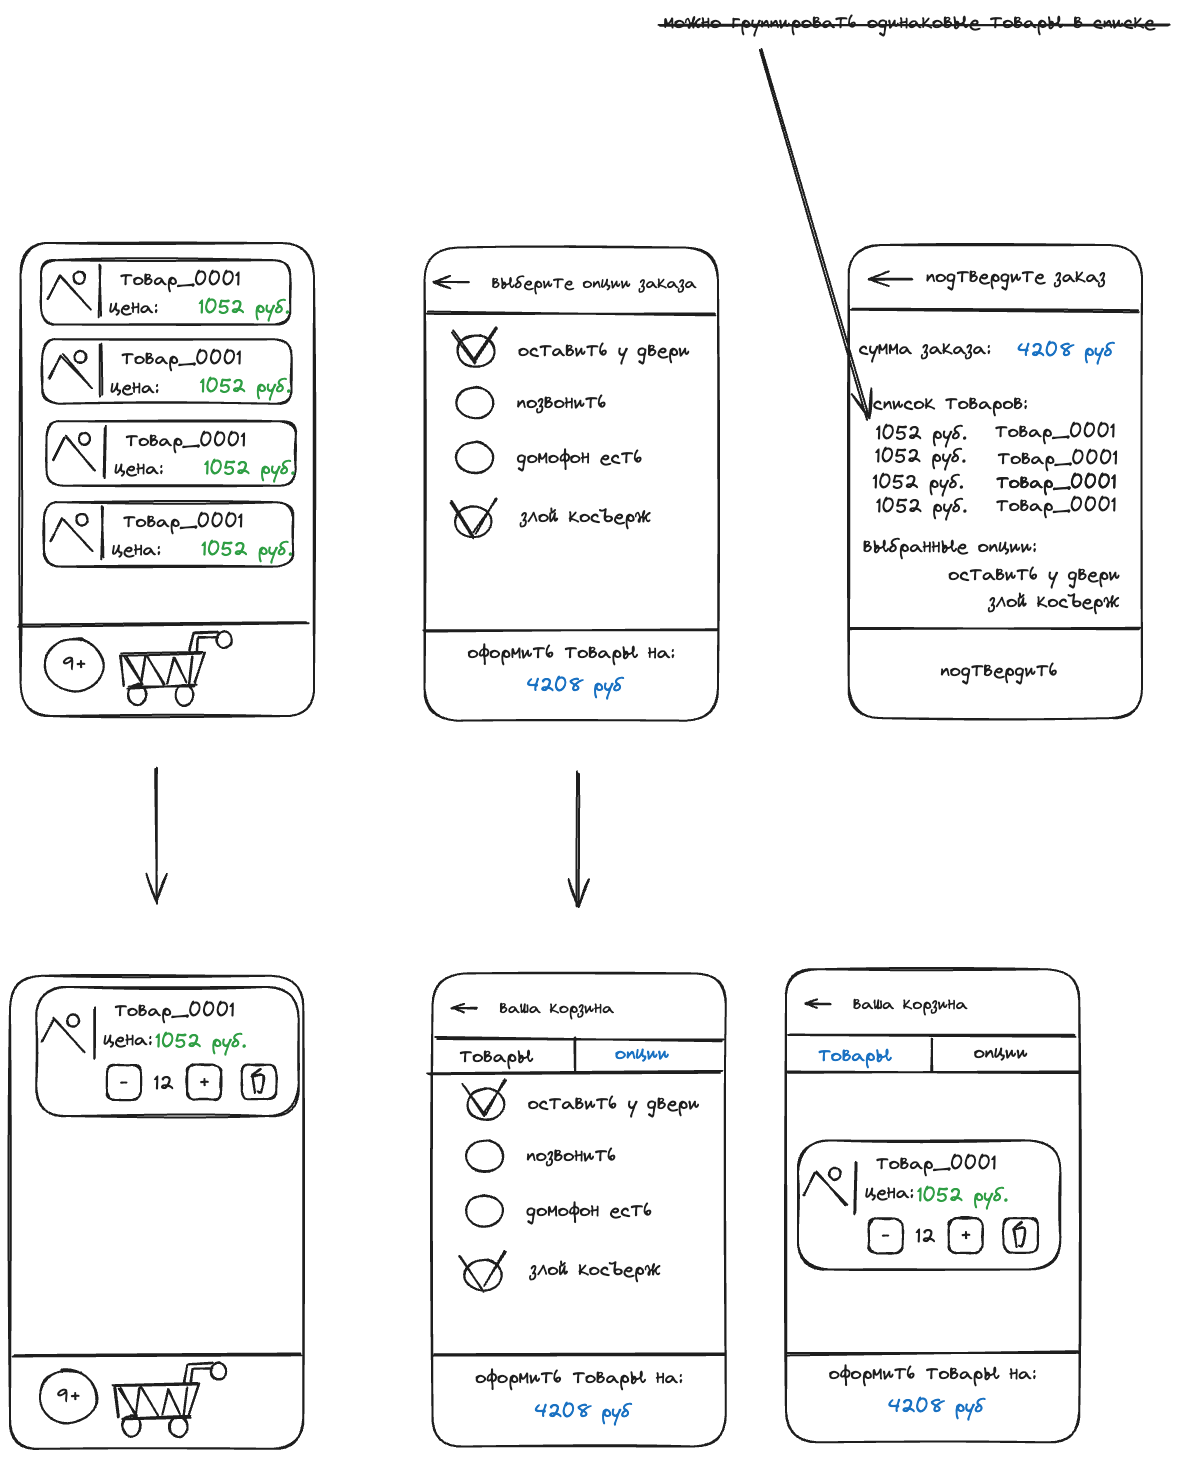 можно группировать одинаковые товары в списке
Товар_0001
цена: 1052 руб.
Товар_0001
цена: 1052 руб.
Товар_0001
цена: 1052 руб.
Товар_0001
цена: 1052 руб.
9+
выберите опции заказа
оставить у двери
позвонить
домофон есть
злой косъерж
оформить товары на:
4208 руб
подтвердите заказ
сумма заказа: 4208 руб
список товаров:
1052 руб. Товар_0001
1052 руб. Товар_0001
1052 руб. Товар_0001
1052 руб. Товар_0001
выбранные опции:
оставить у двери
злой косъерж
подтвердить
Товар_0001
цена: 1052 руб.
- 12 +
9+
ваша корзина
Товары опции
оставить у двери
позвонить
домофон есть
злой косъерж
оформить товары на:
4208 руб
ваша корзина
Товары опции
Товар_0001
цена: 1052 руб.
- 12 +
оформить товары на:
4208 руб